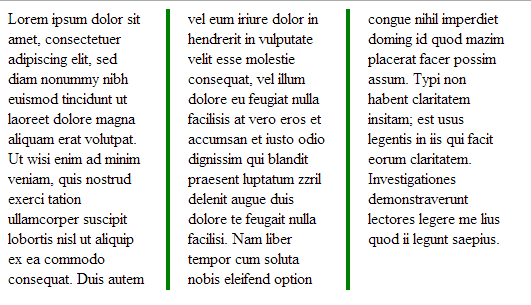 Lorem ipsum dolor sit
amet, consectetuer
adipiscing elit, sed
diam nonummy nibh
euismod tincidunt ut
laoreet dolore magna
aliquam erat volutpat.
Ut wisi enim ad minim
veniam, quis nostrud
exerci tation
ullamcorper suscipit
lobortis nisl ut aliquip
ex ea commodo
consequat. Duis autem
vel eum iriure dolor in
hendrerit in vulputate
velit esse molestie
consequat, vel illum
dolore eu feugiat nulla
facilisis at vero eros et
accumsan et iusto odio
dignissim qui blandit
praesent luptatum zzril
delenit augue duis
dolore te feugait nulla
facilisi. Nam liber
tempor cum soluta
nobis eleifend option
congue nihil imperdiet
doming id quod mazim
placerat facer possim
assum. Typi non
habent claritatem
insitam; est usus
legentis in iis qui facit
eorum claritatem.
Investigationes
demonstraverunt
lectores legere me lius
quod ii legunt saepius.